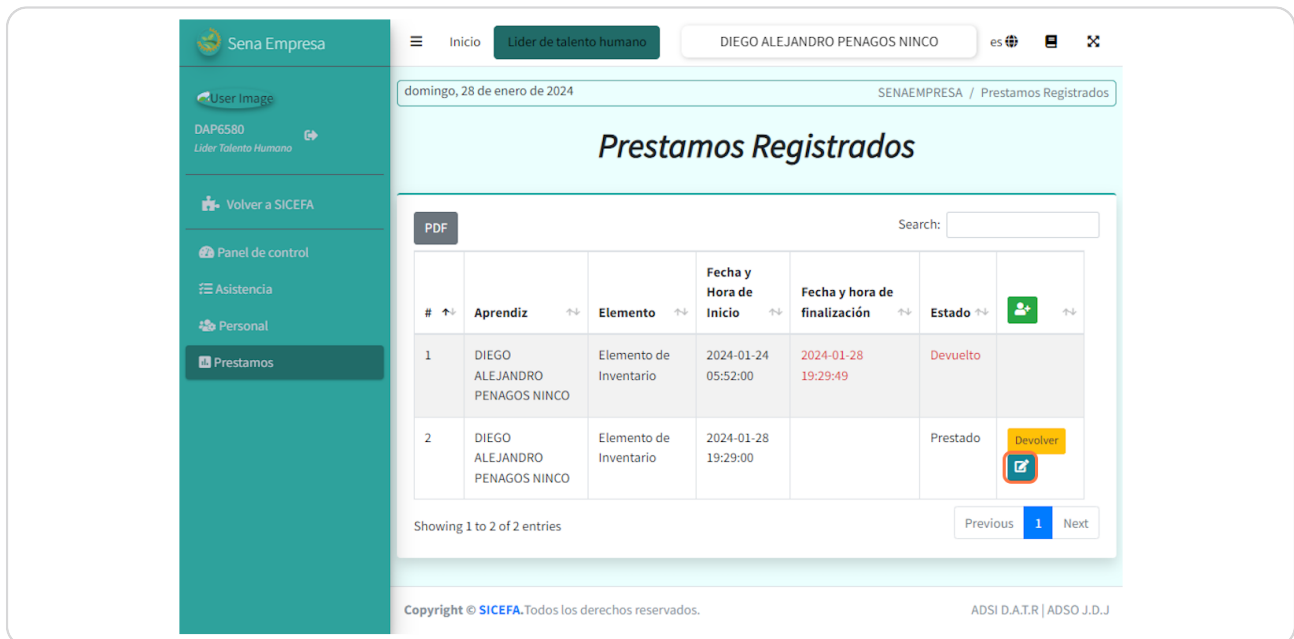 Sena Empresa
Inicio
Lider de talento humano
DIEGO ALEJANDRO PENAGOS NINCO
es
User Image
DAP6580
Lider Talento Humano
Volver a SICEFA
Panel de control
Asistencia
Personal
Prestamos
domingo, 28 de enero de 2024
SENAEMPRESA / Prestamos Registrados
Prestamos Registrados
PDF
Search:
# Aprendiz Elemento Fecha y Hora de Inicio Fecha y hora de finalización Estado
1 DIEGO ALEJANDRO PENAGOS NINCO Elemento de Inventario 2024-01-24 05:52:00 2024-01-28 19:29:49 Devuelto
2 DIEGO ALEJANDRO PENAGOS NINCO Elemento de Inventario 2024-01-28 19:29:00 Prestado Devolver
Showing 1 to 2 of 2 entries
Previous 1 Next
Copyright © SICEFA.Todos los derechos reservados.
ADSI D.A.T.R | ADSO J.D.J